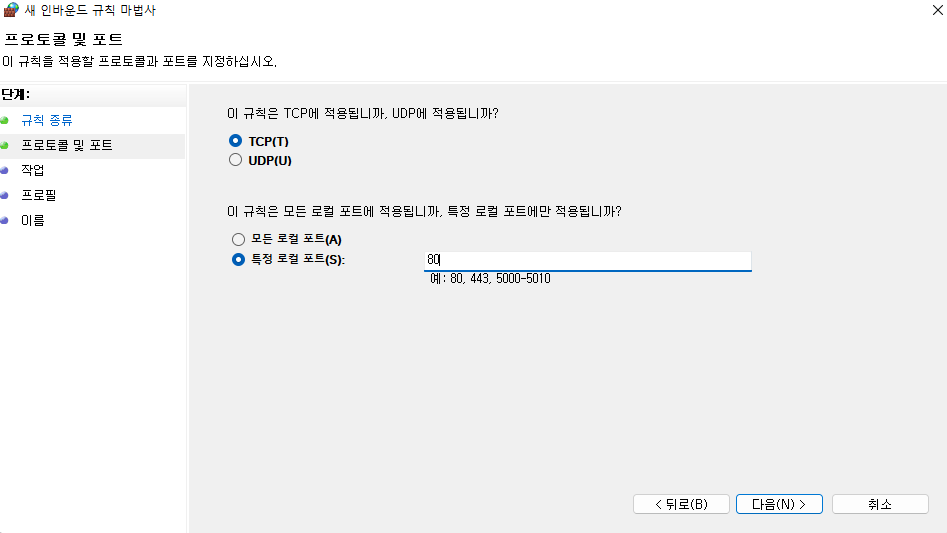 새 인바운드 규칙 마법사
프로토콜 및 포트
이 규칙을 적용할 프로토콜과 포트를 지정하십시오.
단계:
규칙 종류
프로토콜 및 포트
작업
프로필
이름
이 규칙은 TCP에 적용됩니까, UDP에 적용됩니까?
TCP(T)
UDP(U)
이 규칙은 모든 로컬 포트에 적용됩니까, 특정 로컬 포트에만 적용됩니까?
모든 로컬 포트(A)
특정 로컬 포트(S): 80
예: 80, 443, 5000-5010
< 뒤로(B) 다음(N) > 취소